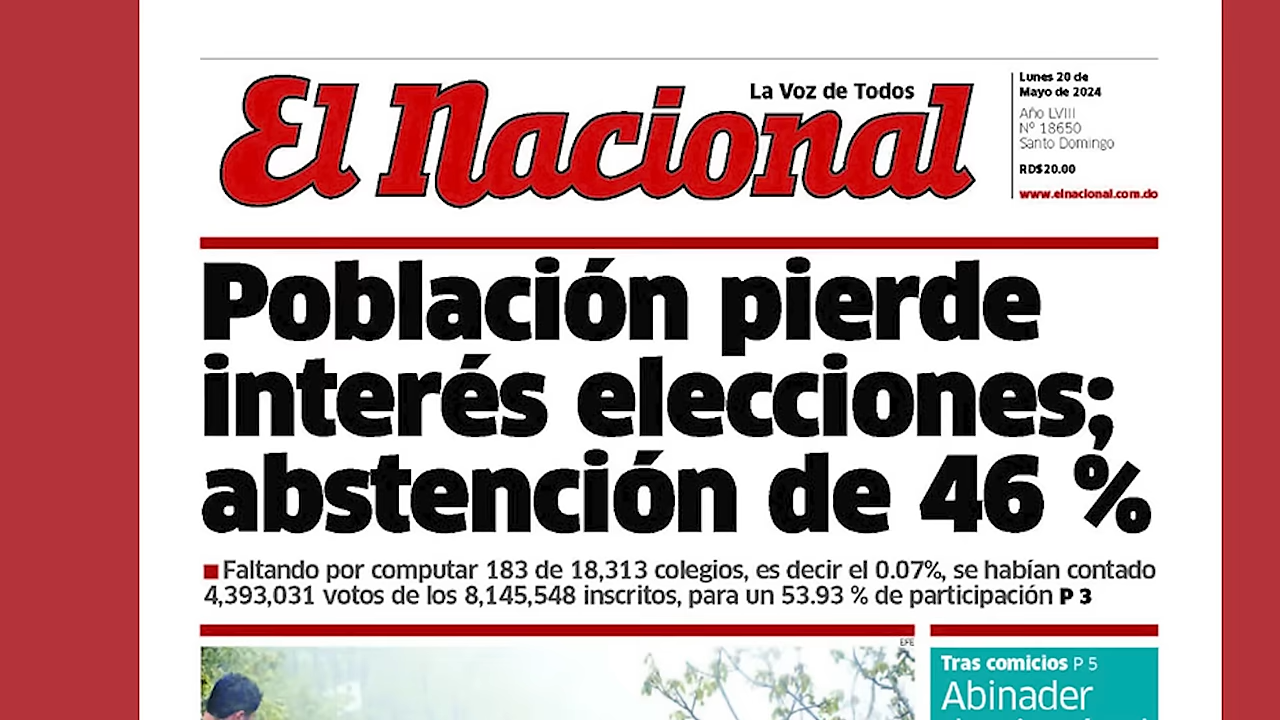 La Voz de Todos
El Nacional
Lunes 20 de
Mayo de 2024
Año LVIII
Nº 18650
Santo Domingo
RD$20.00
www.elnacional.com.do
Población pierde
interés elecciones;
abstención de 46 %
Faltando por computar 183 de 18,313 colegios, es decir el 0.07%, se habían contado
4,393,031 votos de los 8,145,548 inscritos, para un 53.93 % de participación P 3
EFE
Tras comicios P 5
Abinader